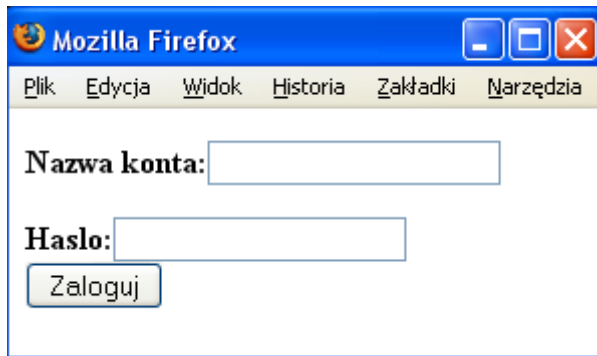 Mozilla Firefox
Plik Edycja Widok Historia Zakładki Narzędzia
Nazwa konta:
Haslo:
Zaloguj